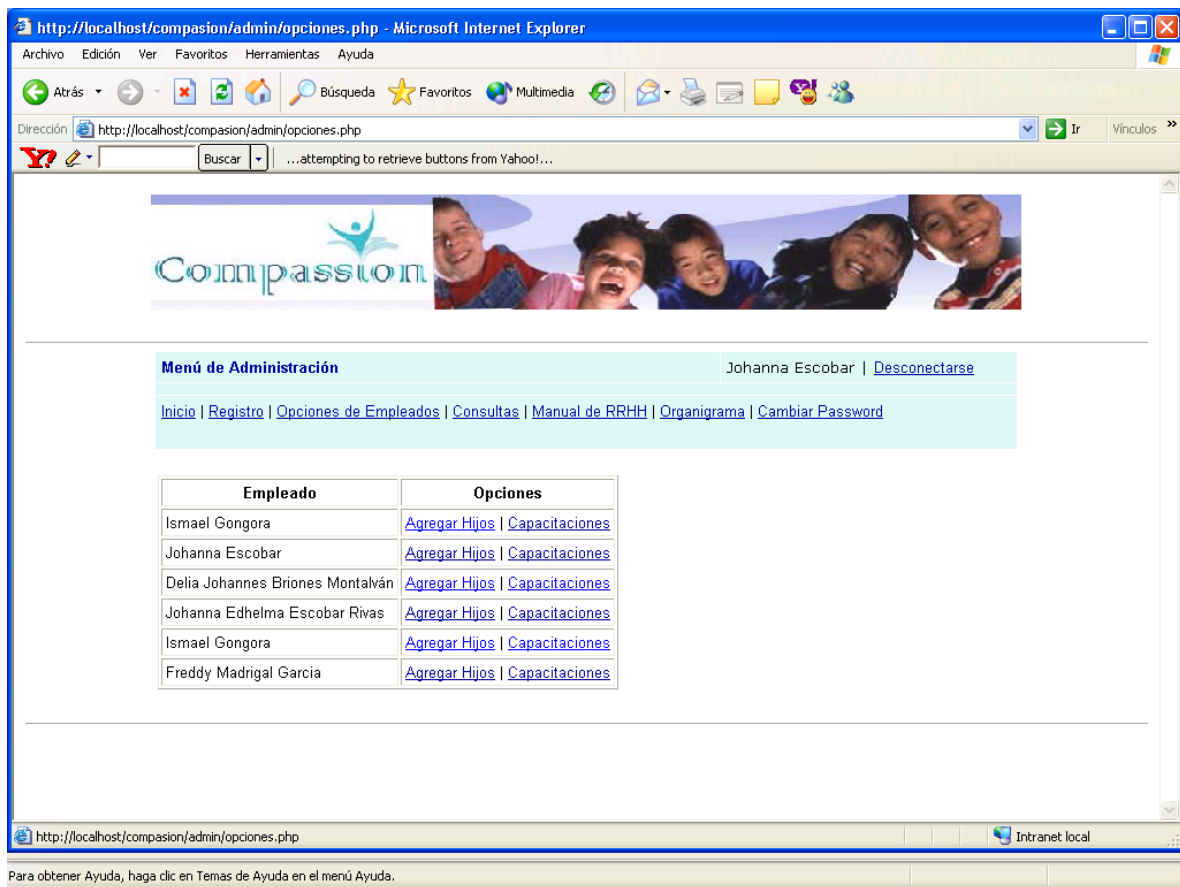 http://localhost/compasion/admin/opciones.php - Microsoft Internet Explorer
Archivo Edición Ver Favoritos Herramientas Ayuda
Atrás Búsqueda Favoritos Multimedia
Dirección http://localhost/compasion/admin/opciones.php Ir Vínculos »
Y! Buscar ...attempting to retrieve buttons from Yahoo!...
Compassion
Menú de Administración Johanna Escobar | Desconectarse
Inicio | Registro | Opciones de Empleados | Consultas | Manual de RRHH | Organigrama | Cambiar Password
Empleado Opciones
Ismael Gongora Agregar Hijos | Capacitaciones
Johanna Escobar Agregar Hijos | Capacitaciones
Delia Johannes Briones Montalván Agregar Hijos | Capacitaciones
Johanna Edhelma Escobar Rivas Agregar Hijos | Capacitaciones
Ismael Gongora Agregar Hijos | Capacitaciones
Freddy Madrigal Garcia Agregar Hijos | Capacitaciones
http://localhost/compasion/admin/opciones.php Intranet local
Para obtener Ayuda, haga clic en Temas de Ayuda en el menú Ayuda.